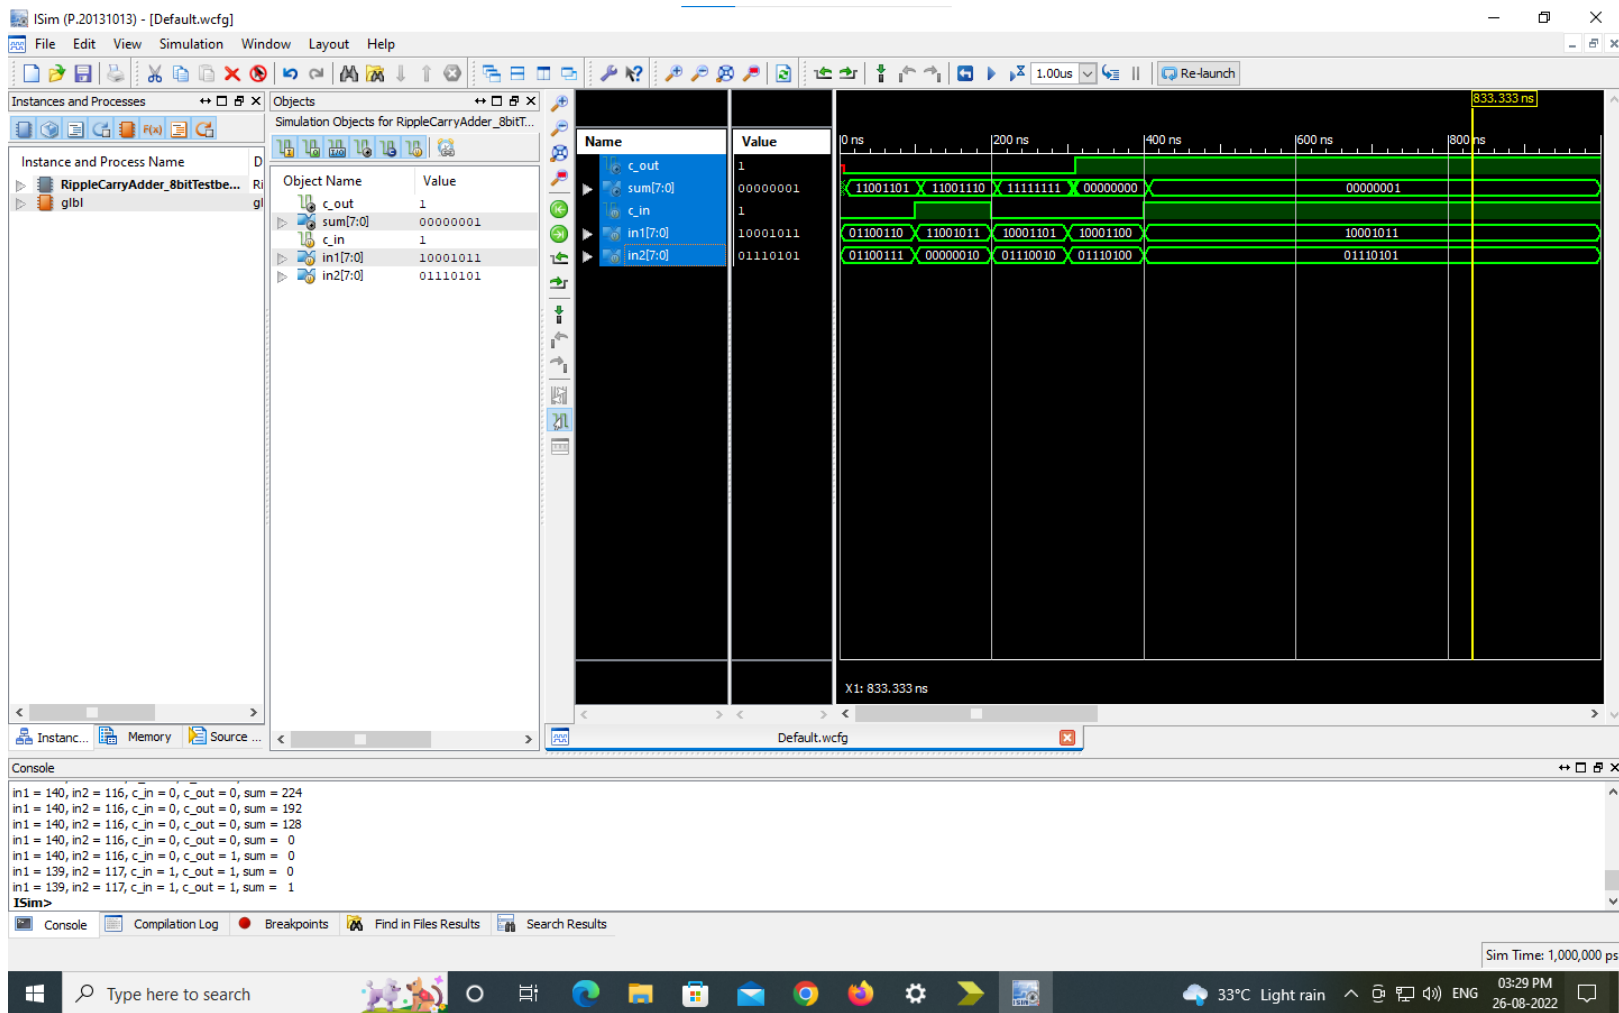 ISim (P.20131013) - [Default.wcfg]
File Edit View Simulation Window Layout Help
1.00us Re-launch
Instances and Processes
F(x)
Instance and Process Name D
RippleCarryAdder_8bitTestbe... Ri
glbl gl
Instanc... Memory Source ...
Objects
Simulation Objects for RippleCarryAdder_8bitT...
Object Name Value
c_out 1
sum[7:0] 00000001
c_in 1
in1[7:0] 10001011
in2[7:0] 01110101
833.333 ns
Name Value 0 ns 200 ns 400 ns 600 ns 800 ns
c_out 1
sum[7:0] 00000001 11001101 11001110 11111111 00000000 00000001
c_in 1
in1[7:0] 10001011 01100110 11001011 10001101 10001100 10001011
in2[7:0] 01110101 01100111 00000010 01110010 01110100 01110101
X1: 833.333 ns
Default.wcfg
Console
in1 = 140, in2 = 116, c_in = 0, c_out = 0, sum = 224
in1 = 140, in2 = 116, c_in = 0, c_out = 0, sum = 192
in1 = 140, in2 = 116, c_in = 0, c_out = 0, sum = 128
in1 = 140, in2 = 116, c_in = 0, c_out = 0, sum = 0
in1 = 140, in2 = 116, c_in = 0, c_out = 1, sum = 0
in1 = 139, in2 = 117, c_in = 1, c_out = 1, sum = 0
in1 = 139, in2 = 117, c_in = 1, c_out = 1, sum = 1
ISim>
Console Compilation Log Breakpoints Find in Files Results Search Results
Sim Time: 1,000,000 ps
Type here to search 33°C Light rain ENG 03:29 PM
26-08-2022